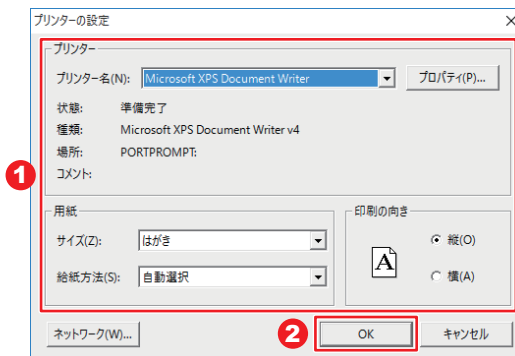 プリンターの設定
プリンター
プリンター名(N): Microsoft XPS Document Writer プロパティ(P)...
状態: 準備完了
種類: Microsoft XPS Document Writer v4
場所: PORTPROMPT:
コメント:
1
用紙
サイズ(Z): はがき
給紙方法(S): 自動選択
印刷の向き
A
縦(O)
横(A)
ネットワーク(W)...
2
OK
キャンセル